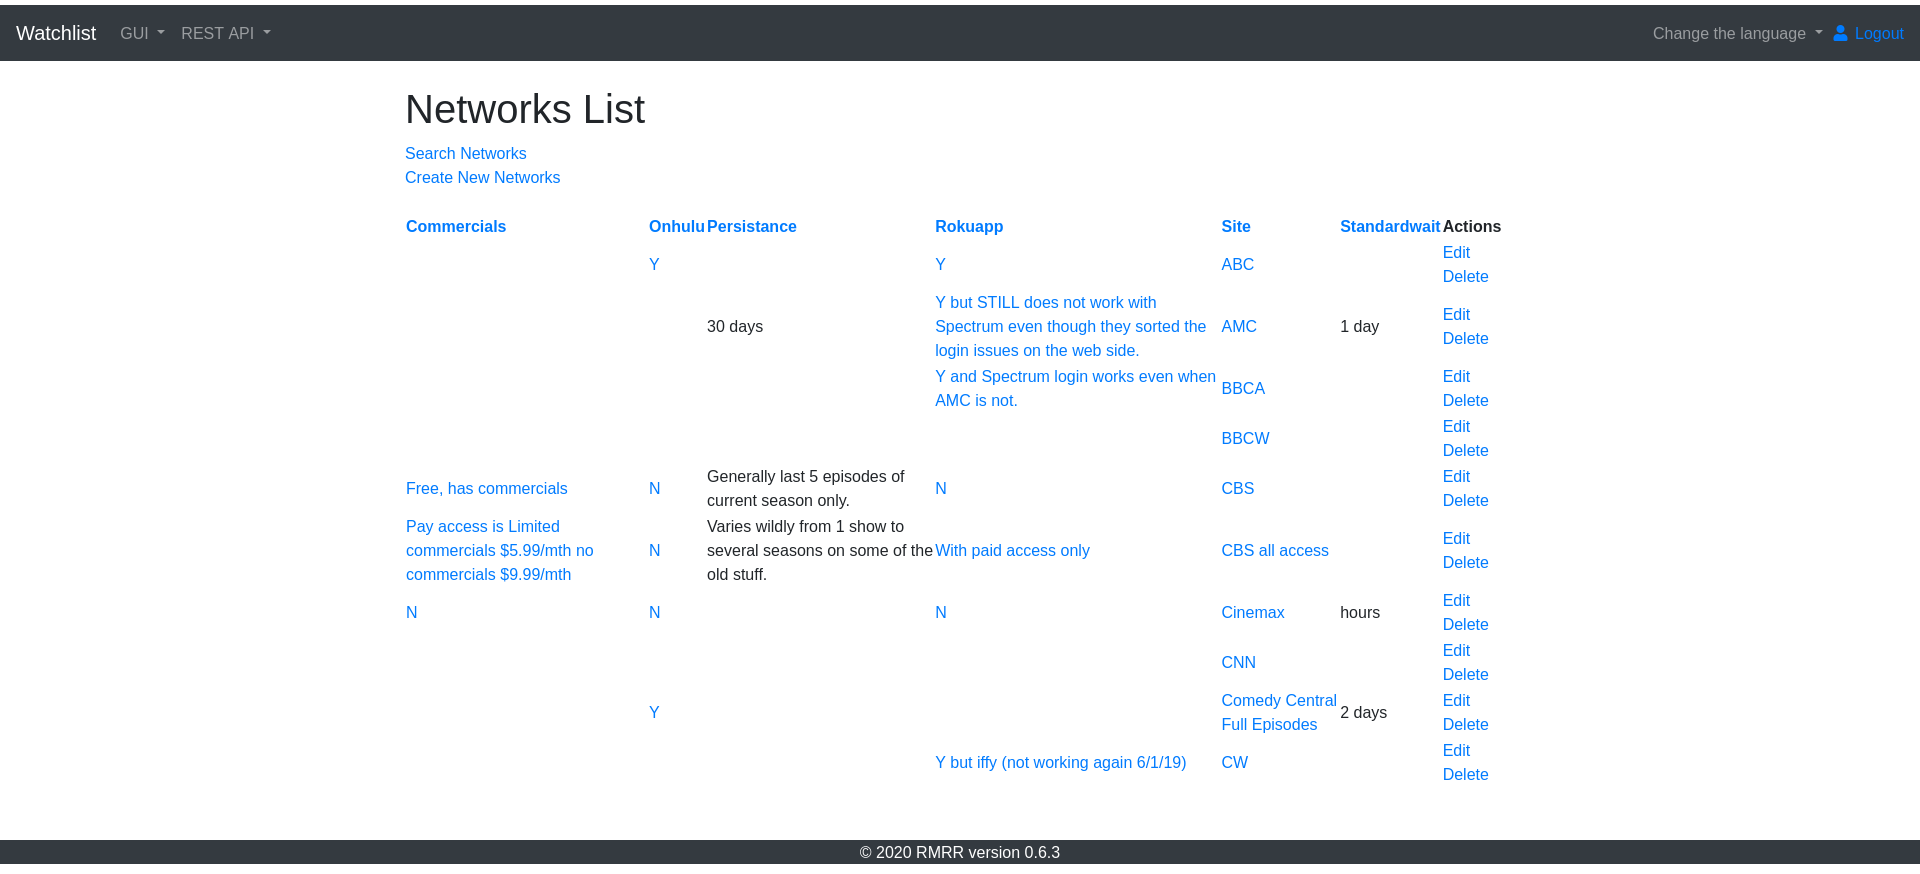 Watchlist GUI REST API Change the language Logout
Networks List
Search Networks
Create New Networks
Commercials Onhulu Persistance Rokuapp Site Standardwait Actions
Y Y ABC Edit
Delete
30 days Y but STILL does not work with
Spectrum even though they sorted the
login issues on the web side. AMC 1 day Edit
Delete
Y and Spectrum login works even when
AMC is not. BBCA Edit
Delete
BBCW Edit
Delete
Free, has commercials N Generally last 5 episodes of
current season only. N CBS Edit
Delete
Pay access is Limited
commercials $5.99/mth no
commercials $9.99/mth N Varies wildly from 1 show to
several seasons on some of the
old stuff. With paid access only CBS all access Edit
Delete
N N N Cinemax hours Edit
Delete
CNN Edit
Delete
Y Comedy Central
Full Episodes 2 days Edit
Delete
Y but iffy (not working again 6/1/19) CW Edit
Delete
© 2020 RMRR version 0.6.3